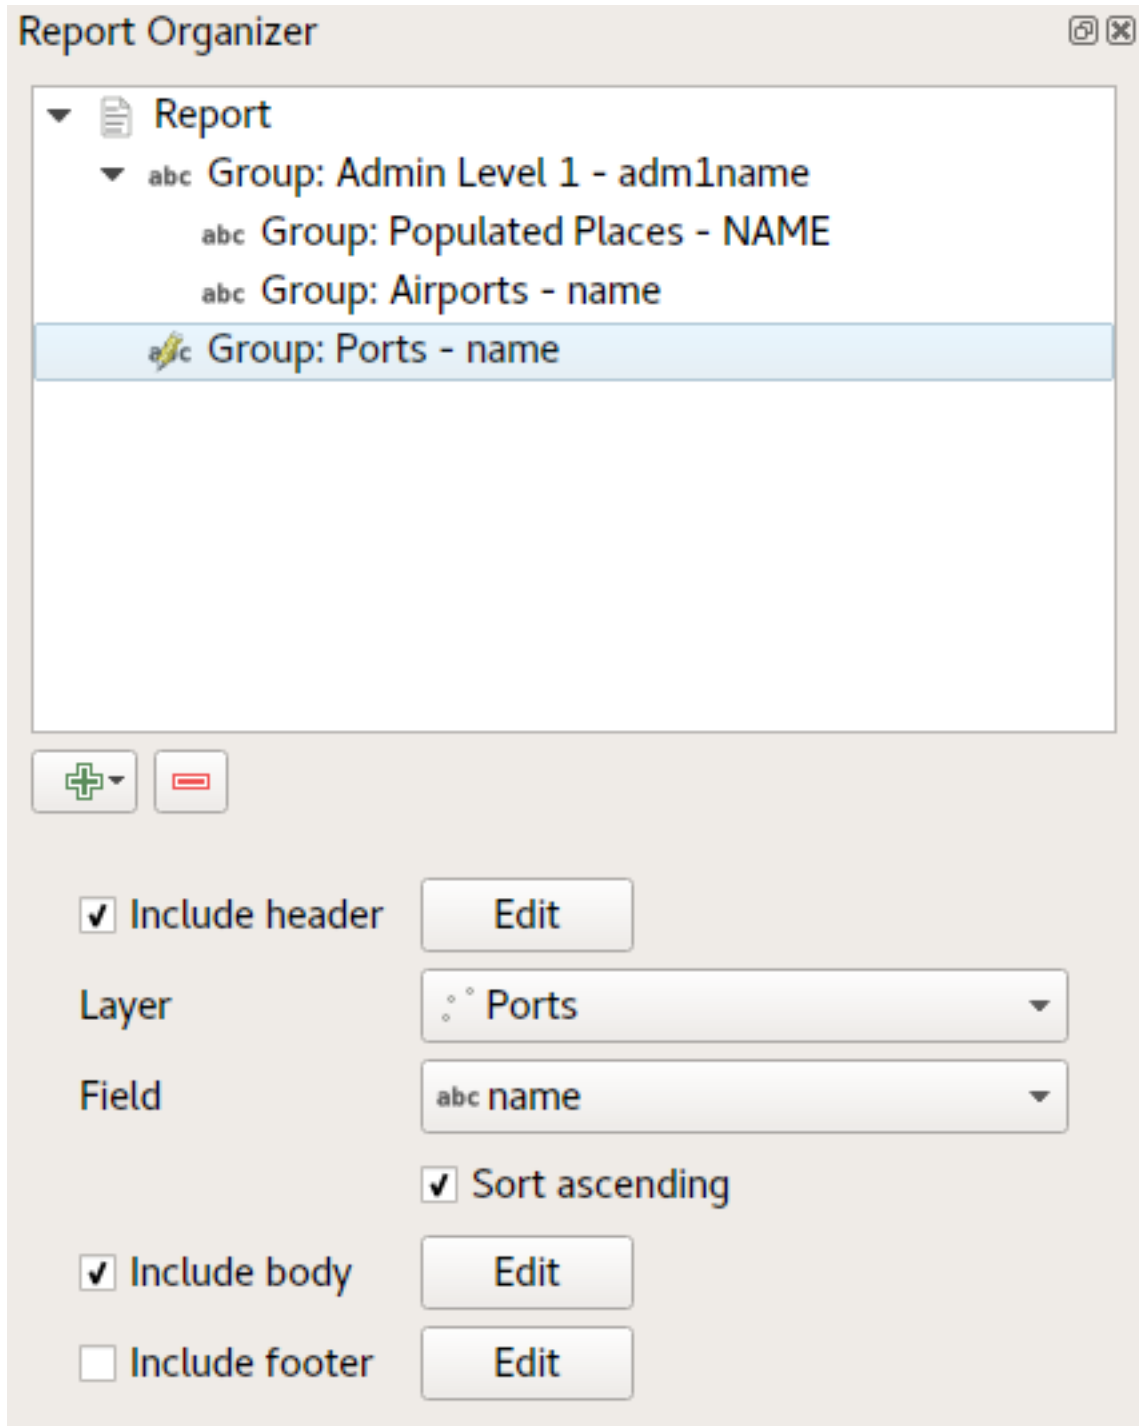 Report Organizer
Report
abc Group: Admin Level 1 - adm1name
abc Group: Populated Places - NAME
abc Group: Airports - name
abc Group: Ports - name
Include header Edit
Layer Ports
Field abc name
Sort ascending
Include body Edit
Include footer Edit